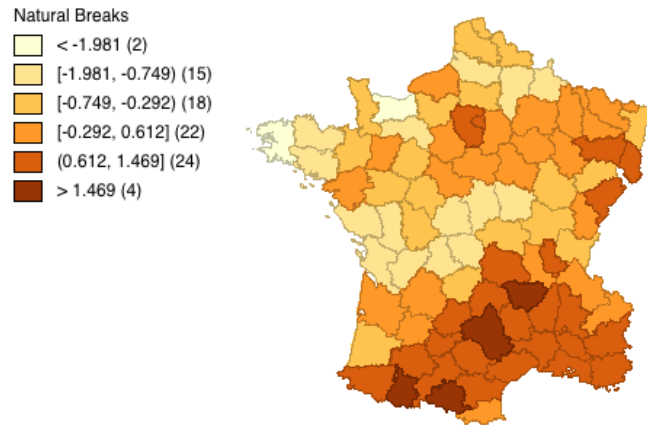 Natural Breaks
< -1.981 (2)
[-1.981, -0.749) (15)
[-0.749, -0.292) (18)
[-0.292, 0.612] (22)
(0.612, 1.469] (24)
> 1.469 (4)